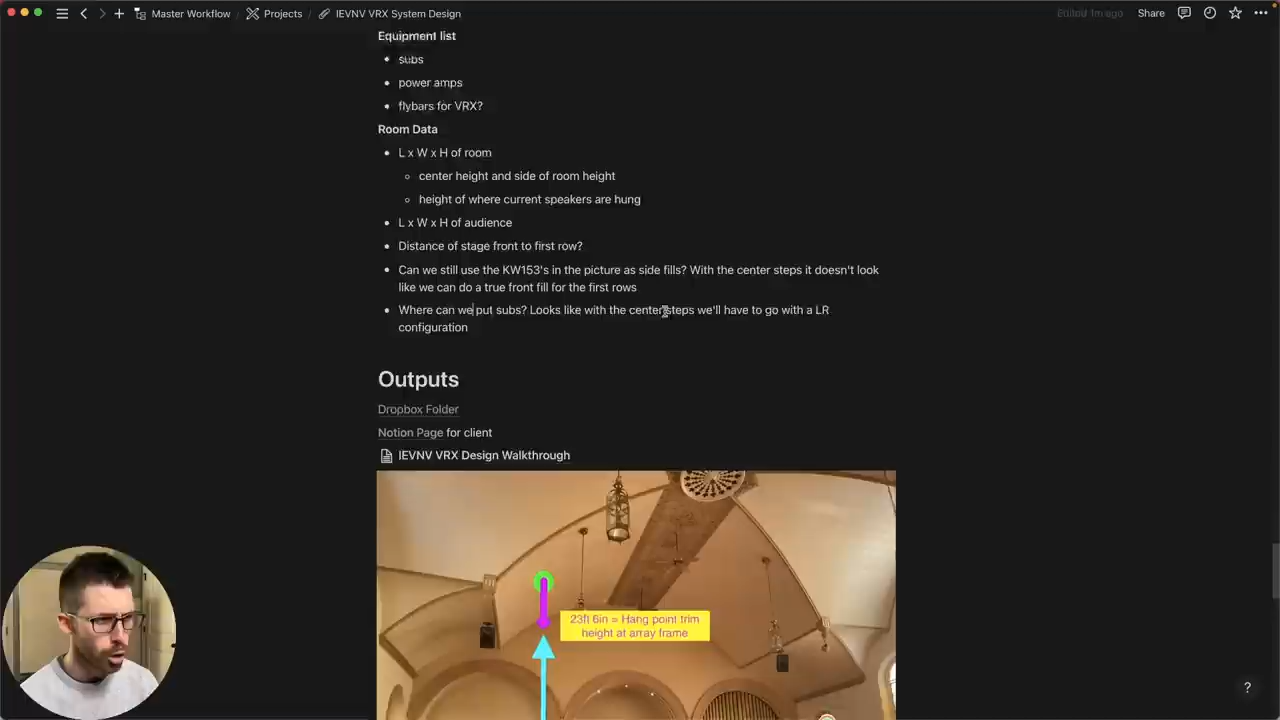 Master Workflow / Projects / IEVNV VRX System Design
Edited 1m ago Share
Equipment list
subs
power amps
flybars for VRX?
Room Data
L x W x H of room
center height and side of room height
height of where current speakers are hung
L x W x H of audience
Distance of stage front to first row?
Can we still use the KW153's in the picture as side fills? With the center steps it doesn't look
like we can do a true front fill for the first rows
Where can we put subs? Looks like with the center steps we'll have to go with a LR
configuration
Outputs
Dropbox Folder
Notion Page for client
IEVNV VRX Design Walkthrough
23ft 6in = Hang point trim
height at array frame
?